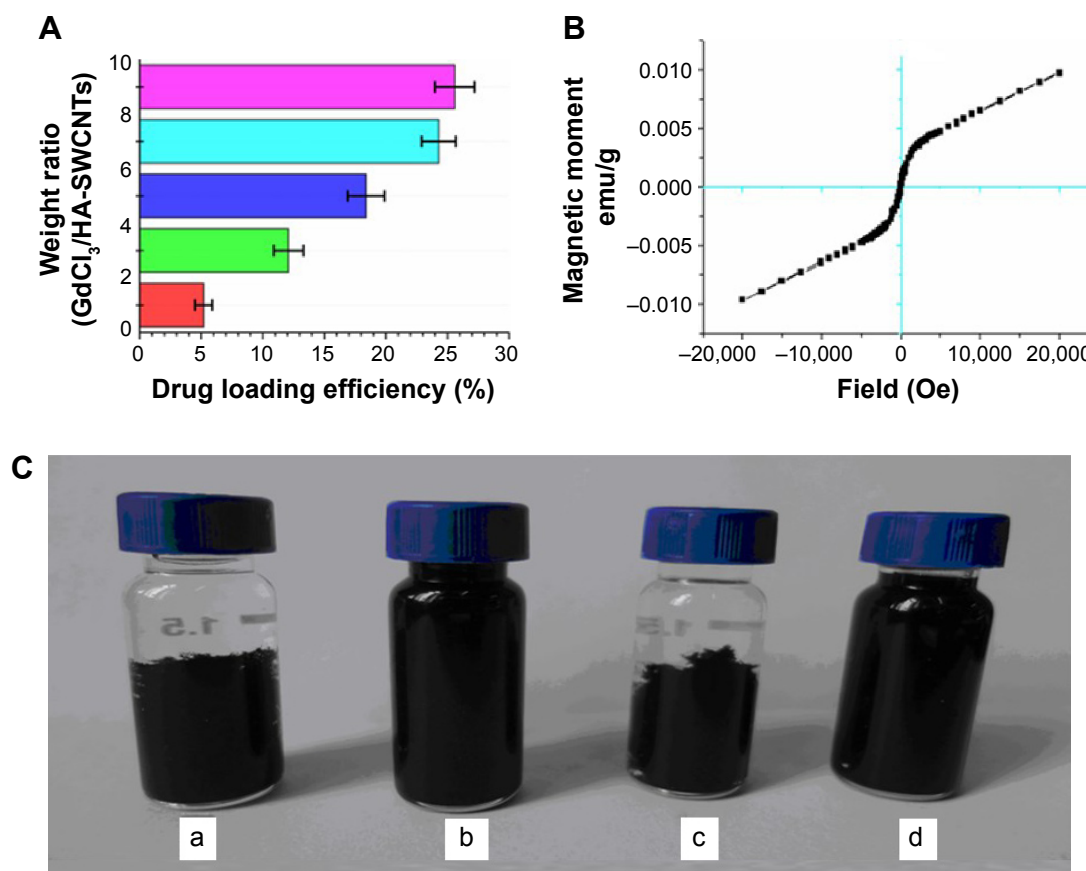 A
Weight ratio
(GdCl₃/HA-SWCNTs)
10
8
6
4
2
0
0
5
10
15
20
25
30
Drug loading efficiency (%)
B
Magnetic moment
emu/g
0.010
0.005
0.000
−0.005
−0.010
−20,000
−10,000
0
10,000
20,000
Field (Oe)
C
1.5
1.5
a
b
c
d